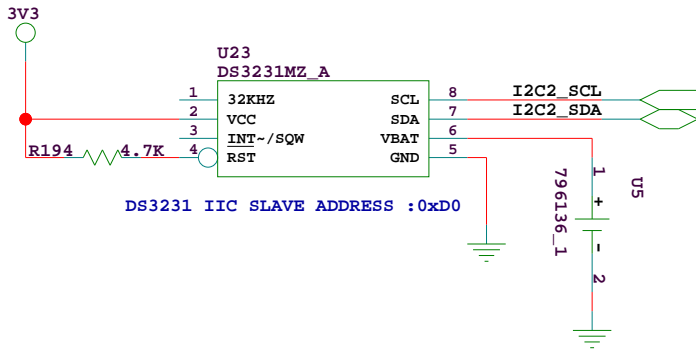 3V3
U23
DS3231MZ_A
1 32KHZ SCL 8 I2C2_SCL
2 VCC SDA 7 I2C2_SDA
3 INT~/SQW VBAT 6
R194 4.7K 4 RST GND 5
DS3231 IIC SLAVE ADDRESS :0xD0
1 + U5
796136_1
- 2